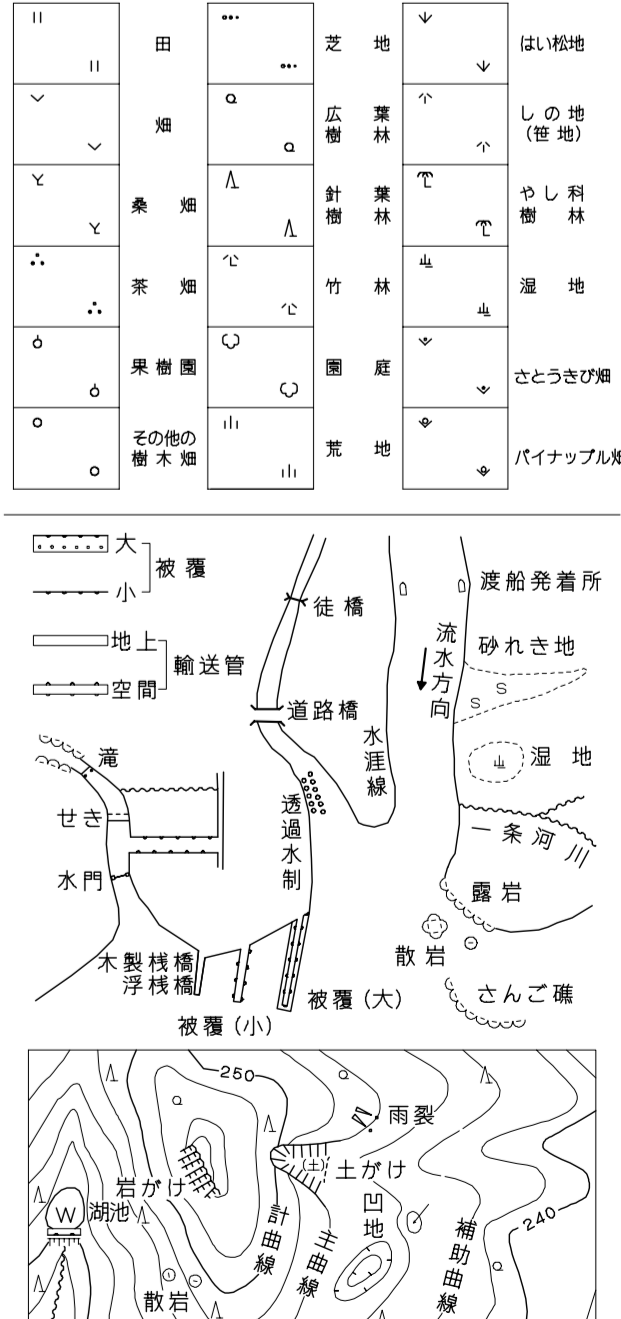 田
芝地
はい松地
畑
広葉樹林
しの地
(笹地)
桑畑
針葉樹林
やし科樹林
茶畑
竹林
湿地
果樹園
園庭
さとうきび畑
その他の
樹木畑
荒地
パイナップル畑
大
小
被覆
地上
空間
輸送管
徒橋
渡船発着所
流水方向
砂れき地
S
S
道路橋
水涯線
湿地
滝
せき
水門
透過水制
一条河川
露岩
散岩
木製桟橋
浮桟橋
被覆(大)
被覆(小)
さんご礁
250
雨裂
(土)
土がけ
岩がけ
W
湖池
凹地
計曲線
主曲線
補助曲線
240
散岩